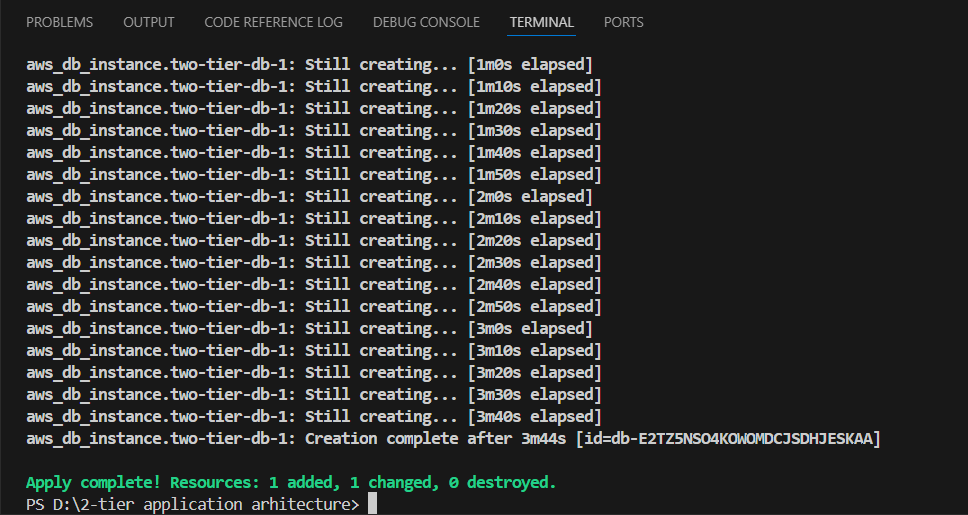 PROBLEMS OUTPUT CODE REFERENCE LOG DEBUG CONSOLE TERMINAL PORTS
aws_db_instance.two-tier-db-1: Still creating... [1m0s elapsed]
aws_db_instance.two-tier-db-1: Still creating... [1m10s elapsed]
aws_db_instance.two-tier-db-1: Still creating... [1m20s elapsed]
aws_db_instance.two-tier-db-1: Still creating... [1m30s elapsed]
aws_db_instance.two-tier-db-1: Still creating... [1m40s elapsed]
aws_db_instance.two-tier-db-1: Still creating... [1m50s elapsed]
aws_db_instance.two-tier-db-1: Still creating... [2m0s elapsed]
aws_db_instance.two-tier-db-1: Still creating... [2m10s elapsed]
aws_db_instance.two-tier-db-1: Still creating... [2m20s elapsed]
aws_db_instance.two-tier-db-1: Still creating... [2m30s elapsed]
aws_db_instance.two-tier-db-1: Still creating... [2m40s elapsed]
aws_db_instance.two-tier-db-1: Still creating... [2m50s elapsed]
aws_db_instance.two-tier-db-1: Still creating... [3m0s elapsed]
aws_db_instance.two-tier-db-1: Still creating... [3m10s elapsed]
aws_db_instance.two-tier-db-1: Still creating... [3m20s elapsed]
aws_db_instance.two-tier-db-1: Still creating... [3m30s elapsed]
aws_db_instance.two-tier-db-1: Still creating... [3m40s elapsed]
aws_db_instance.two-tier-db-1: Creation complete after 3m44s [id=db-E2TZ5NSO4KOWOMDCJSDHJESKAA]
Apply complete! Resources: 1 added, 1 changed, 0 destroyed.
PS D:\2-tier application arhitecture>